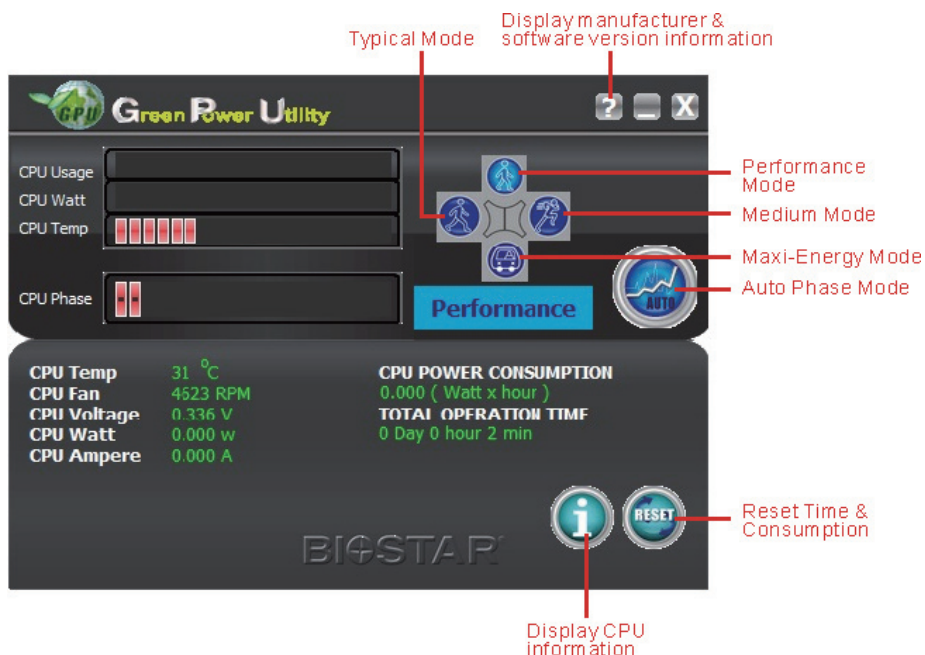 Display manufacturer &
software version information
Typical Mode
GPU
Green Power Utility
?
X
CPU Usage
CPU Watt
CPU Temp
CPU Phase
Performance
Mode
Medium Mode
Maxi-Energy Mode
Auto Phase Mode
AUTO
Performance
CPU Temp 31 °C
CPU Fan 4623 RPM
CPU Voltage 0.336 V
CPU Watt 0.000 w
CPU Ampere 0.000 A
CPU POWER CONSUMPTION
0.000 ( Watt x hour )
TOTAL OPERATION TIME
0 Day 0 hour 2 min
i
RESET
Reset Time &
Consumption
BIOSTAR
Display CPU
information